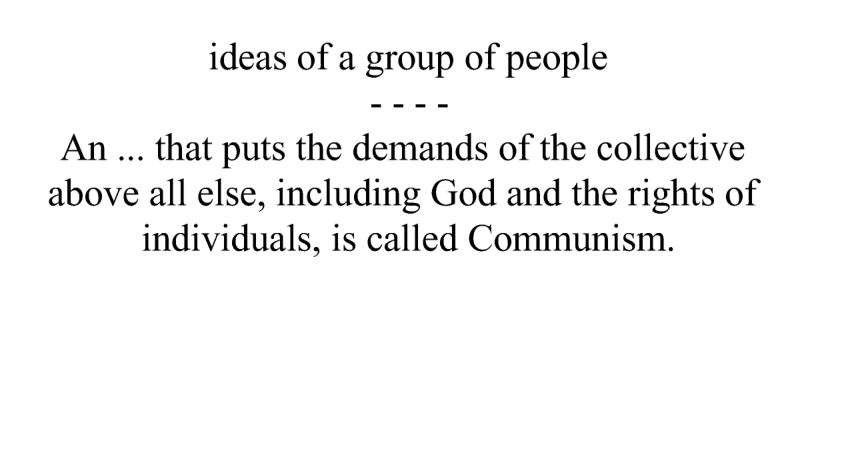 ideas of a group of people
- - - -
An ... that puts the demands of the collective
above all else, including God and the rights of
individuals, is called Communism.